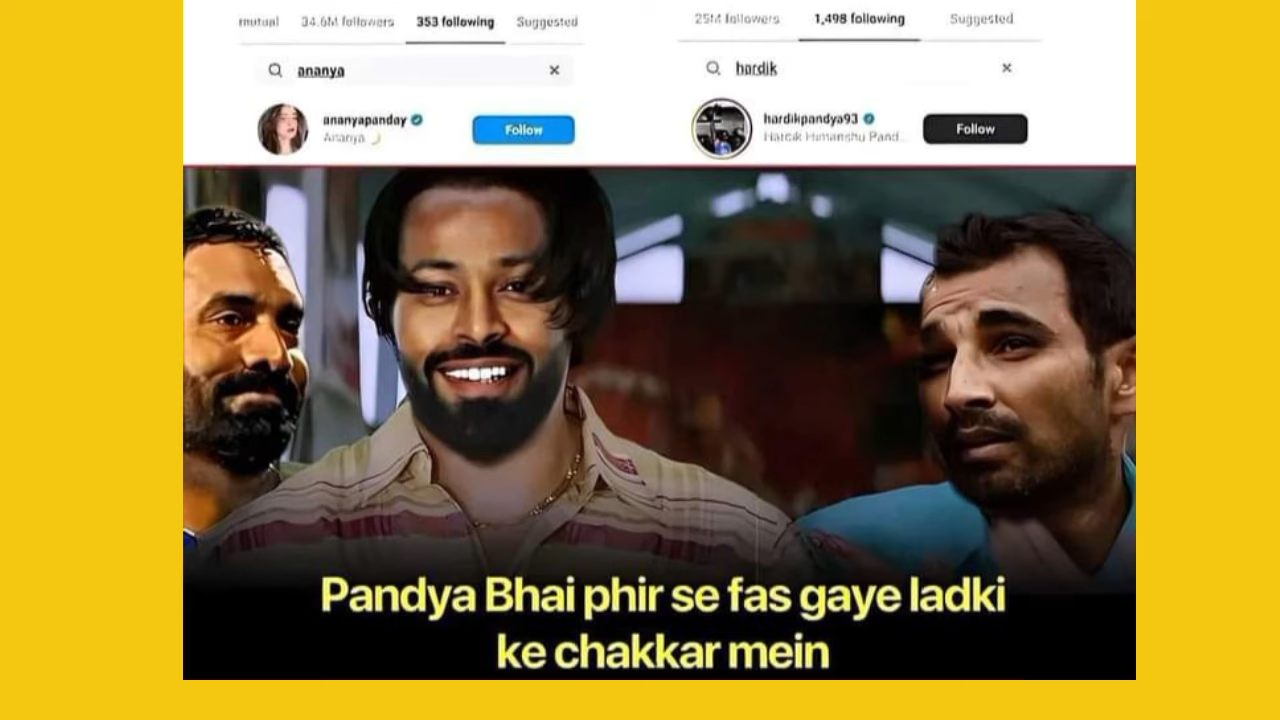 mutual 34.6M followers 353 following Suggested
ananya
ananyapanday
Ananya 🌙
Follow
25M followers 1,498 following Suggested
hardik
hardikpandya93
Hardik Himanshu Pand...
Follow
Pandya Bhai phir se fas gaye ladki
ke chakkar mein